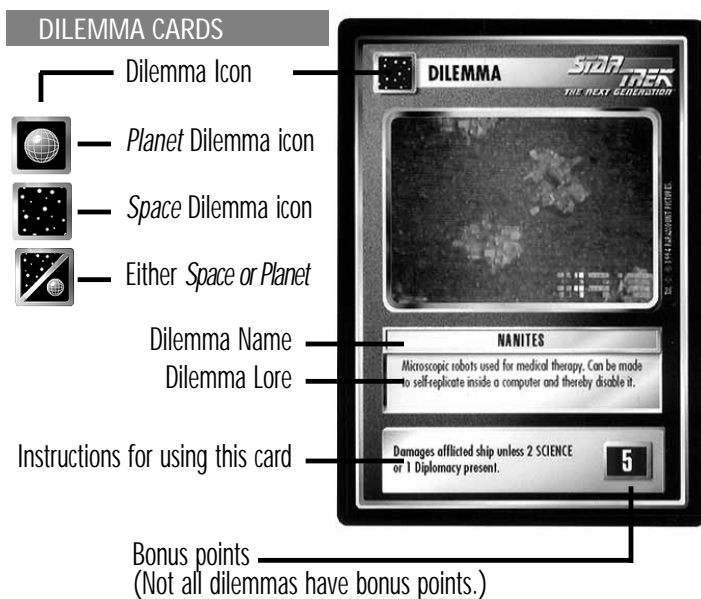 DILEMMA CARDS
Dilemma Icon
Planet Dilemma icon
Space Dilemma icon
Either Space or Planet
Dilemma Name
Dilemma Lore
Instructions for using this card
Bonus points
(Not all dilemmas have bonus points.)
DILEMMA
STAR TREK
THE NEXT GENERATION
NANITES
Microscopic robots used for medical therapy. Can be made
to self-replicate inside a computer and thereby disable it.
Damages afflicted ship unless 2 SCIENCE
or 1 Diplomacy present.
5
1994 PARAMOUNT PICTURES.